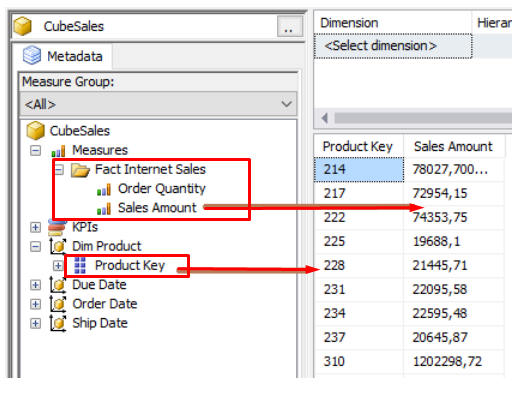 CubeSales
..
Metadata
Measure Group:
<All>
CubeSales
Measures
Fact Internet Sales
Order Quantity
Sales Amount
KPIs
Dim Product
Product Key
Due Date
Order Date
Ship Date
Dimension Hierar
<Select dimension>
Product Key Sales Amount
214 78027,700...
217 72954,15
222 74353,75
225 19688,1
228 21445,71
231 22095,58
234 22595,48
237 20645,87
310 1202298,72